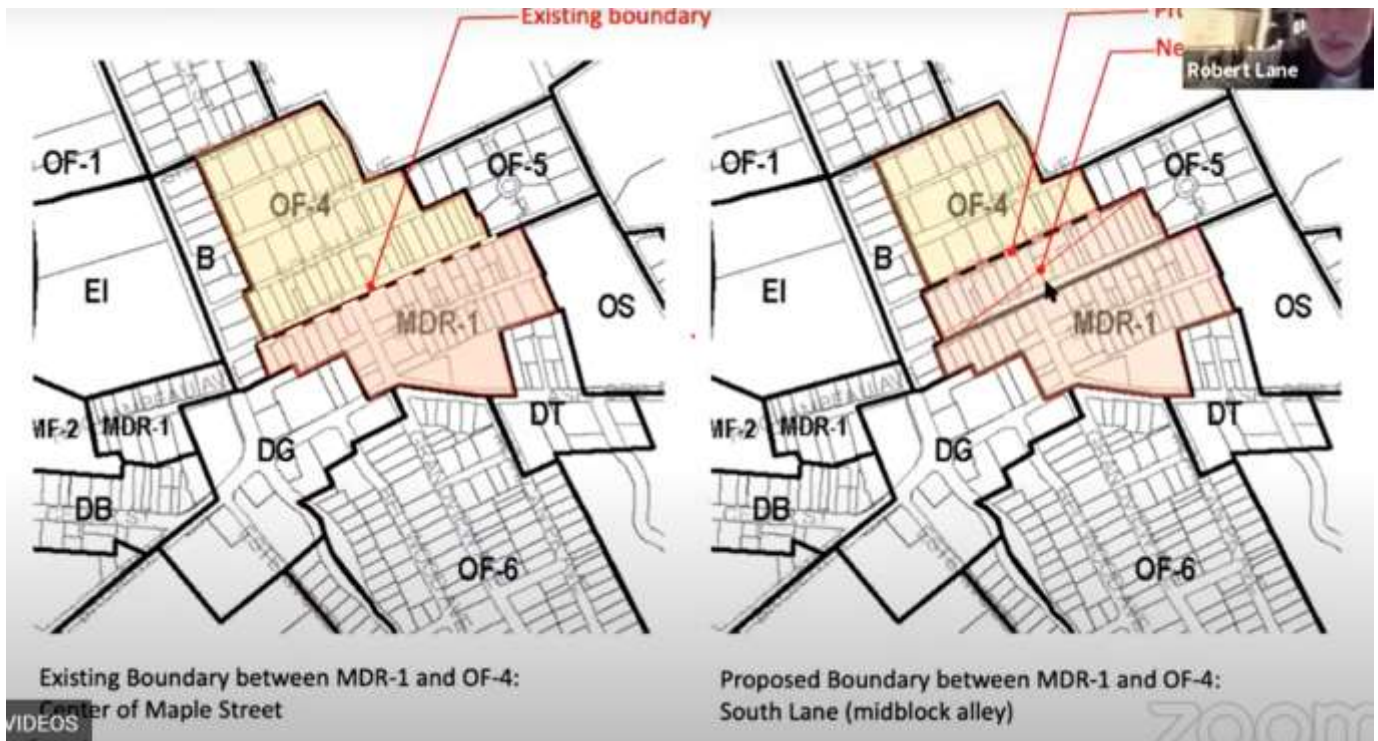 Existing boundary
Robert Lane
OF-1
OF-4
OF-5
B
EI
MDR-1
OS
MDR-1
DG
DT
DB
OF-6
OF-1
OF-4
OF-5
B
EI
MDR-1
OS
MF-2
MDR-1
DG
DT
DB
OF-6
Existing Boundary between MDR-1 and OF-4:
Center of Maple Street
Proposed Boundary between MDR-1 and OF-4:
South Lane (midblock alley)
VIDEOS
zoom